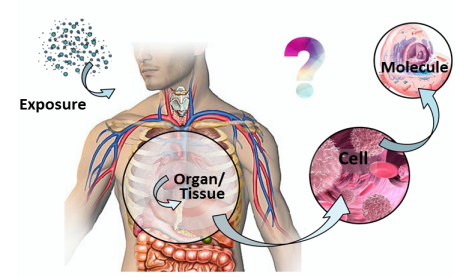 Exposure
Organ/
Tissue
?
Cell
Molecule